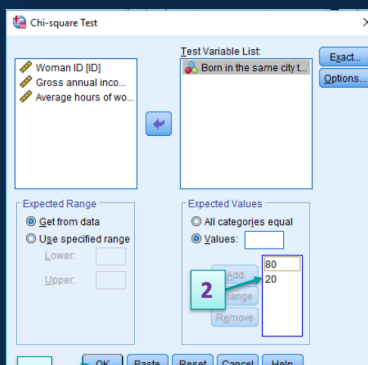 Chi-square Test
Test Variable List:
Woman ID [ID]
Gross annual inco...
Average hours of wo...
Born in the same city t...
Exact...
Options...
Expected Range
Get from data
Use specified range
Lower:
Upper:
Expected Values
All categories equal
Values:
Add
Change
Remove
80
20
2
OK Paste Reset Cancel Help